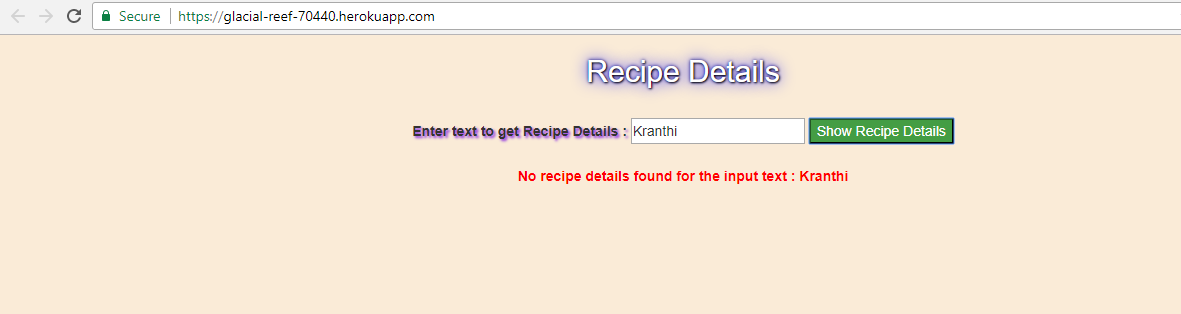 Secure | https://glacial-reef-70440.herokuapp.com
Recipe Details
Enter text to get Recipe Details : Kranthi Show Recipe Details
No recipe details found for the input text : Kranthi